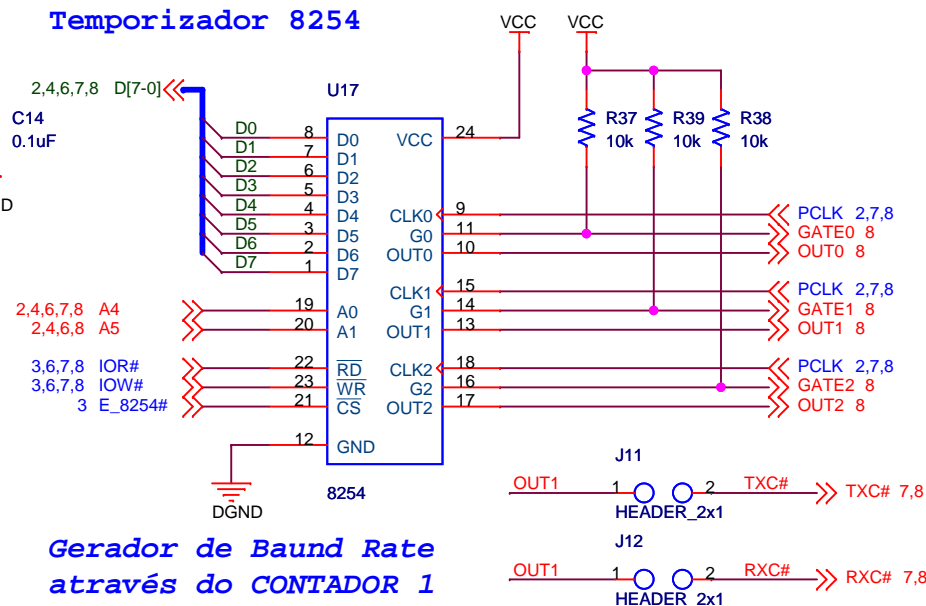 Temporizador 8254
VCC VCC
2,4,6,7,8 D[7-0]
U17
C14
0.1uF
R37 R39 R38
10k 10k 10k
D0 8 D0 VCC 24
D1 7 D1
D2 6 D2
D3 5 D3
D
D4 4 D4 CLK0 9 PCLK 2,7,8
D5 3 D5 G0 11 GATE0 8
D6 2 D6 OUT0 10 OUT0 8
D7 1 D7
CLK1 15 PCLK 2,7,8
2,4,6,7,8 A4 19 A0 G1 14 GATE1 8
2,4,6,8 A5 20 A1 OUT1 13 OUT1 8
3,6,7,8 IOR# 22 RD CLK2 18 PCLK 2,7,8
3,6,7,8 IOW# 23 WR G2 16 GATE2 8
3 E_8254# 21 CS OUT2 17 OUT2 8
12 GND
J11
OUT1 1 2 TXC# TXC# 7,8
HEADER_2x1
8254
DGND
Gerador de Baund Rate
através do CONTADOR 1
J12
OUT1 1 2 RXC# RXC# 7,8
HEADER_2x1